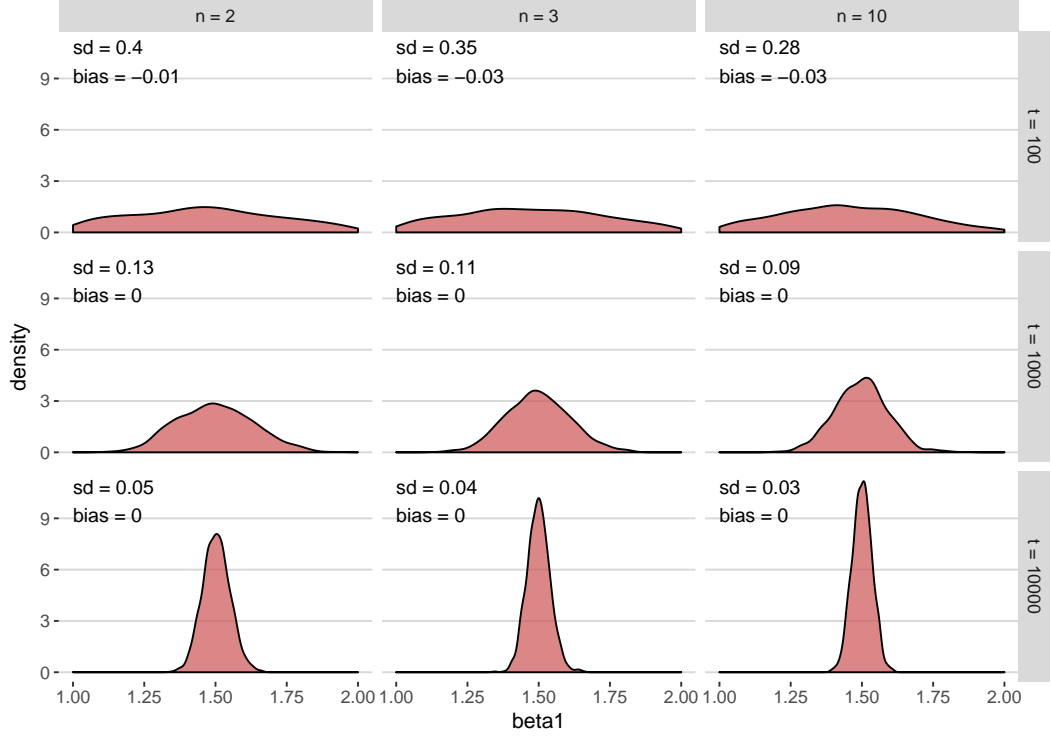 n = 2
n = 3
n = 10
sd = 0.4
bias = −0.01
sd = 0.35
bias = −0.03
sd = 0.28
bias = −0.03
t = 100
9
6
3
0
sd = 0.13
bias = 0
sd = 0.11
bias = 0
sd = 0.09
bias = 0
t = 1000
9
6
3
0
density
sd = 0.05
bias = 0
sd = 0.04
bias = 0
sd = 0.03
bias = 0
t = 10000
9
6
3
0
1.00 1.25 1.50 1.75 2.00
1.00 1.25 1.50 1.75 2.00
1.00 1.25 1.50 1.75 2.00
beta1